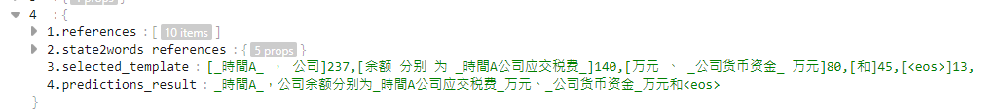 4 :{
1.references :[ 10 items ]
2.state2words_references :{ 5 props }
3.selected_template : [_時間A_ ， 公司]237,[余额 分别 为 _時間A公司应交税费_]140,[万元 、 _公司货币资金_ 万元]80,[和]45,[<eos>]13,
4.predictions_result : _時間A_，公司余额分别为_時間A公司应交税费_万元、_公司货币资金_万元和<eos>
}